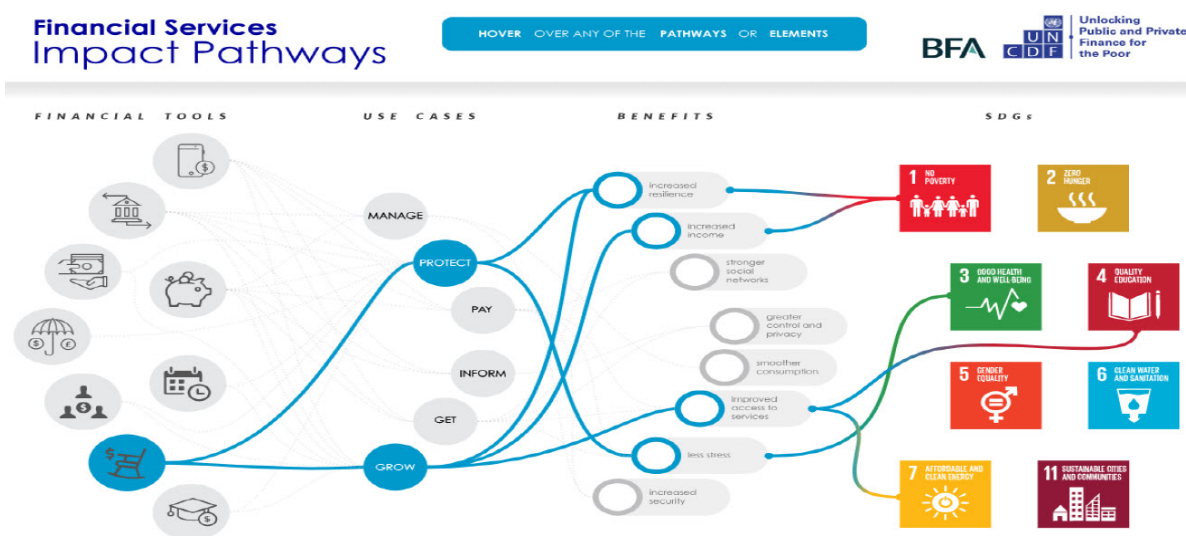 Financial Services
Impact Pathways
HOVER OVER ANY OF THE PATHWAYS OR ELEMENTS
BFA
UN
CDF
Unlocking
Public and Private
Finance for
the Poor
FINANCIAL TOOLS
USE CASES
BENEFITS
SDGs
MANAGE
PROTECT
PAY
INFORM
GET
GROW
increased
resilience
increased
income
stronger
social
networks
greater
control and
privacy
smoother
consumption
improved
access to
services
less stress
increased
security
1 NO
POVERTY
2 ZERO
HUNGER
3 GOOD HEALTH
AND WELL-BEING
4 QUALITY
EDUCATION
5 GENDER
EQUALITY
6 CLEAN WATER
AND SANITATION
7 AFFORDABLE AND
CLEAN ENERGY
11 SUSTAINABLE CITIES
AND COMMUNITIES